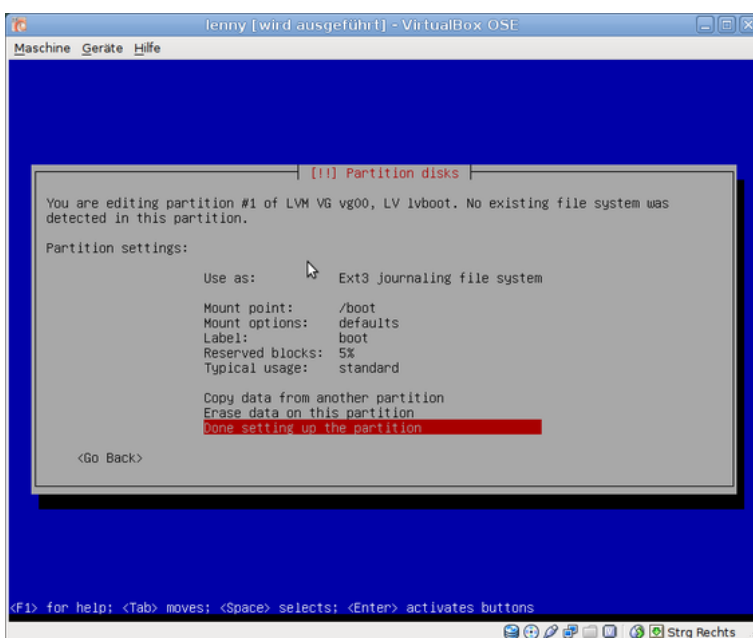 lenny [wird ausgeführt] - VirtualBox OSE
Maschine Geräte Hilfe
[!!] Partition disks
You are editing partition #1 of LVM VG vg00, LV lvboot. No existing file system was
detected in this partition.
Partition settings:
Use as: Ext3 journaling file system
Mount point: /boot
Mount options: defaults
Label: boot
Reserved blocks: 5%
Typical usage: standard
Copy data from another partition
Erase data on this partition
Done setting up the partition
<Go Back>
<F1> for help; <Tab> moves; <Space> selects; <Enter> activates buttons
Strg Rechts